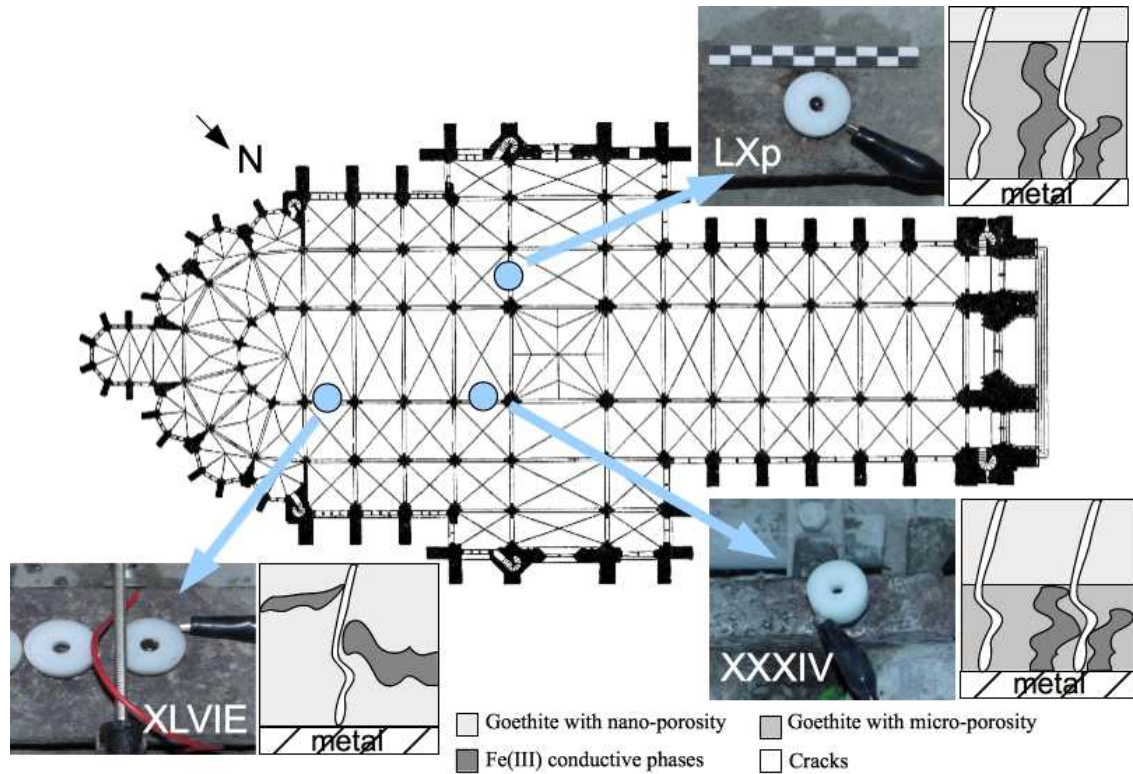 N
LXp
metal
XXXIV
metal
XLVIE
metal
Goethite with nano-porosity
Goethite with micro-porosity
Fe(III) conductive phases
Cracks